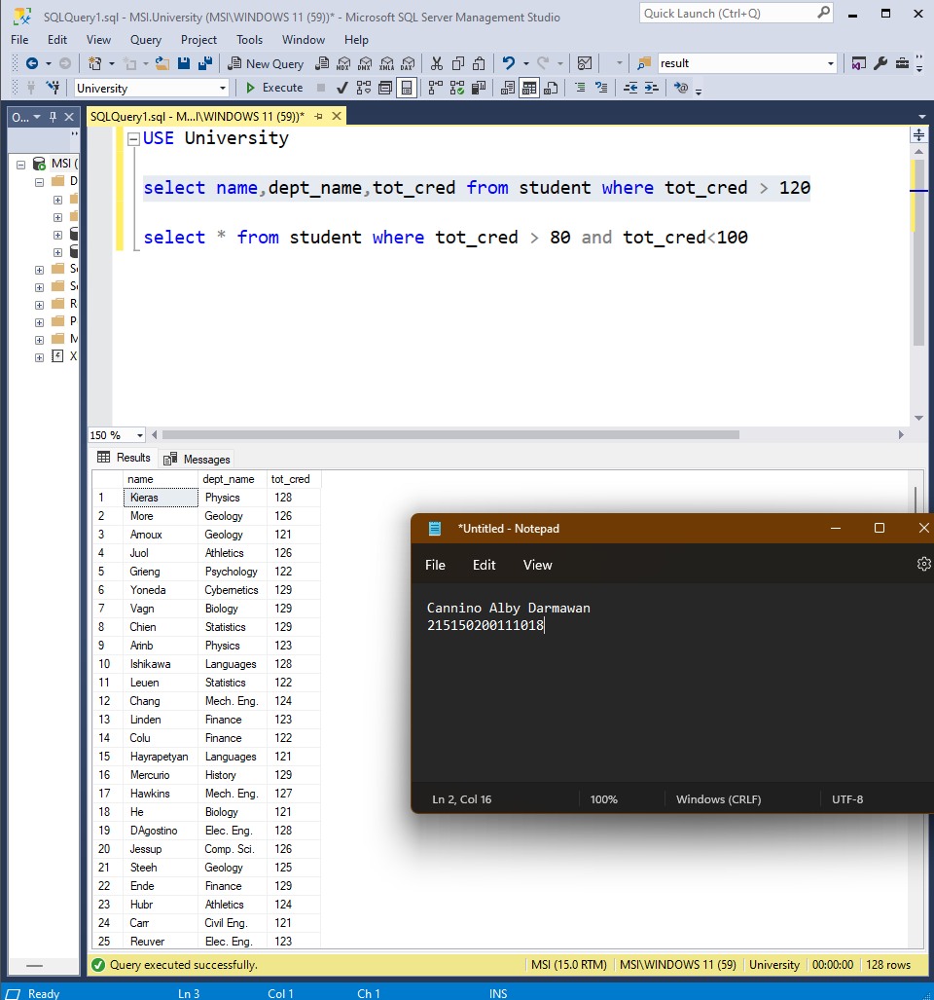 SQLQuery1.sql - MSI.University (MSI\WINDOWS 11 (59))* - Microsoft SQL Server Management Studio
Quick Launch (Ctrl+Q)
File Edit View Query Project Tools Window Help
New Query MDX DMX XMLA DAX result
University Execute
O... SQLQuery1.sql - M...I\WINDOWS 11 (59))*
MSI (
D
S
S
R
P
M
X
USE University
select name,dept_name,tot_cred from student where tot_cred > 120
select * from student where tot_cred > 80 and tot_cred<100
150 %
Results Messages
name dept_name tot_cred
1 Kieras Physics 128
2 More Geology 126
3 Arnoux Geology 121
4 Juol Athletics 126
5 Grieng Psychology 122
6 Yoneda Cybernetics 129
7 Vagn Biology 129
8 Chien Statistics 129
9 Arinb Physics 123
10 Ishikawa Languages 128
11 Leuen Statistics 122
12 Chang Mech. Eng. 124
13 Linden Finance 123
14 Colu Finance 122
15 Hayrapetyan Languages 121
16 Mercurio History 129
17 Hawkins Mech. Eng. 127
18 He Biology 121
19 DAgostino Elec. Eng. 128
20 Jessup Comp. Sci. 126
21 Steeh Geology 125
22 Ende Finance 129
23 Hubr Athletics 124
24 Carr Civil Eng. 121
25 Reuver Elec. Eng. 123
*Untitled - Notepad
File Edit View
Cannino Alby Darmawan
215150200111018
Ln 2, Col 16 100% Windows (CRLF) UTF-8
Query executed successfully. MSI (15.0 RTM) MSI\WINDOWS 11 (59) University 00:00:00 128 rows
Ready Ln 3 Col 1 Ch 1 INS